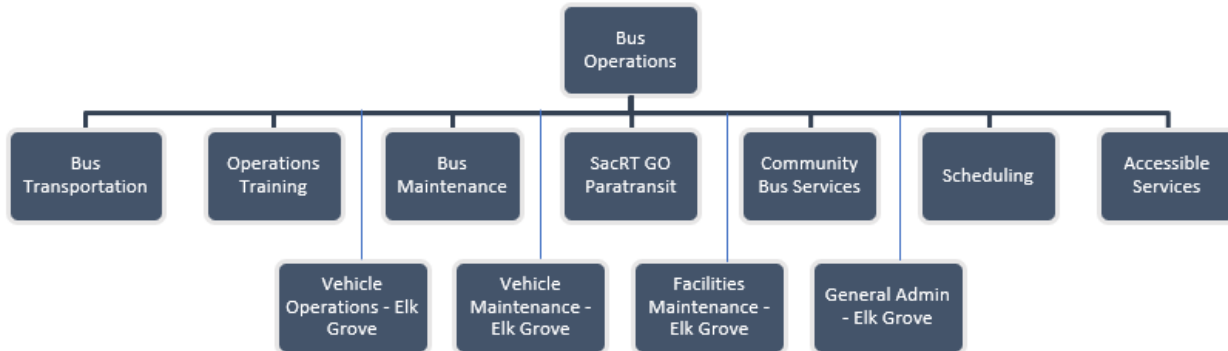 Bus
Operations
Bus
Transportation
Operations
Training
Bus
Maintenance
SacRT GO
Paratransit
Community
Bus Services
Scheduling
Accessible
Services
Vehicle
Operations - Elk
Grove
Vehicle
Maintenance -
Elk Grove
Facilities
Maintenance -
Elk Grove
General Admin
- Elk Grove